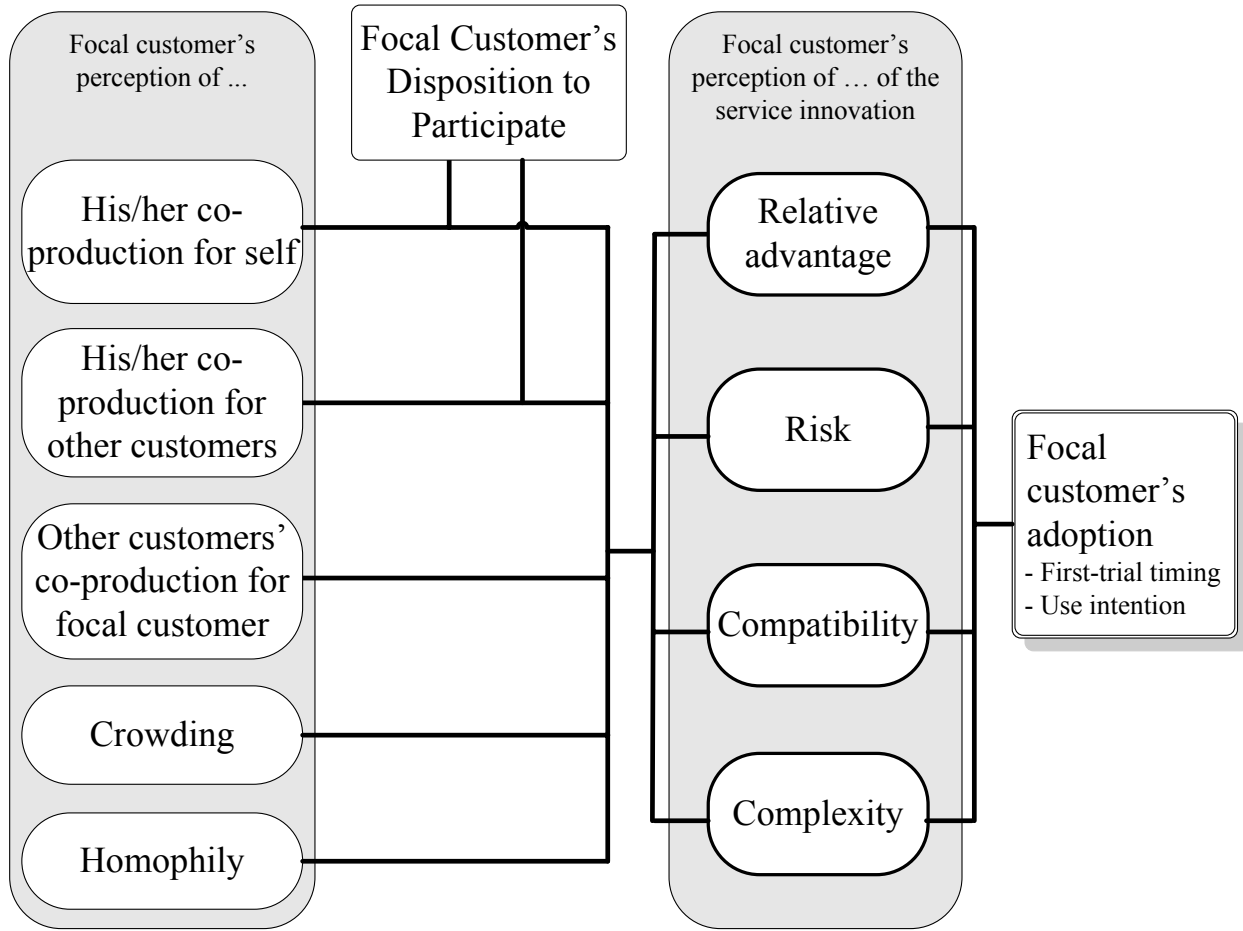 Focal customer’s
perception of ...
His/her co-
production for self
His/her co-
production for
other customers
Other customers’
co-production for
focal customer
Crowding
Homophily
Focal Customer’s
Disposition to
Participate
Focal customer’s
perception of … of the
service innovation
Relative
advantage
Risk
Compatibility
Complexity
Focal
customer’s
adoption
- First-trial timing
- Use intention